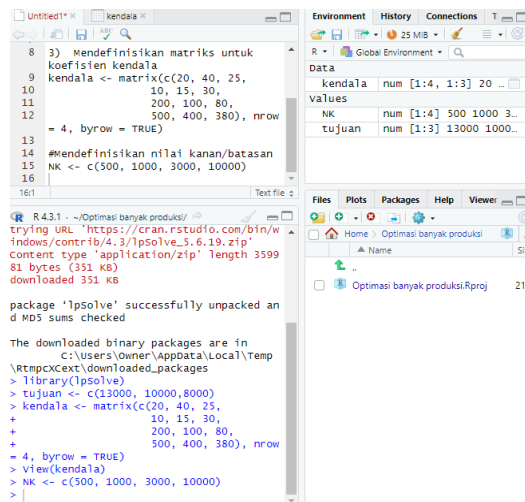 Untitled1* kendala
8 3) Mendefinisikan matriks untuk
koefisien kendala
9 kendala <- matrix(c(20, 40, 25,
10 10, 15, 30,
11 200, 100, 80,
12 500, 400, 380), nrow
= 4, byrow = TRUE)
13
14 #Mendefinisikan nilai kanan/batasan
15 NK <- c(500, 1000, 3000, 10000)
16
16:1 Text file
R 4.3.1 · ~/Optimasi banyak produksi/
trying URL 'https://cran.rstudio.com/bin/w
indows/contrib/4.3/lpSolve_5.6.19.zip'
Content type 'application/zip' length 3599
81 bytes (351 KB)
downloaded 351 KB
package ‘lpSolve’ successfully unpacked an
d MD5 sums checked
The downloaded binary packages are in
C:\Users\Owner\AppData\Local\Temp
\RtmpcXCext\downloaded_packages
> library(lpSolve)
> tujuan <- c(13000, 10000,8000)
> kendala <- matrix(c(20, 40, 25,
+ 10, 15, 30,
+ 200, 100, 80,
+ 500, 400, 380), nrow
= 4, byrow = TRUE)
> View(kendala)
> NK <- c(500, 1000, 3000, 10000)
>
Environment History Connections T
25 MiB
R Global Environment
Data
kendala num [1:4, 1:3] 20 …
Values
NK num [1:4] 500 1000 3…
tujuan num [1:3] 13000 1000…
Files Plots Packages Help Viewer
Home Optimasi banyak produksi
Name
..
Optimasi banyak produksi.Rproj 21